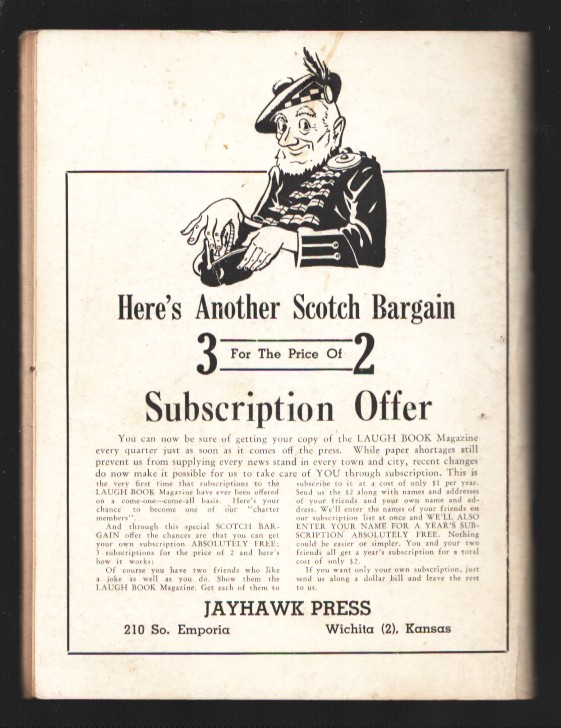 Here's Another Scotch Bargain
3 For The Price Of 2
Subscription Offer
You can now be sure of getting your copy of the LAUGH BOOK Magazine
every quarter just as soon as it comes off the press. While paper shortages still
prevent us from supplying every news stand in every town and city, recent changes
do now make it possible for us to take care of YOU through subscription. This is
the very first time that subscriptions to the
LAUGH BOOK Magazine have ever been offered
on a come-one—come-all basis. Here's your
chance to become one of our "charter
members".
And through this special SCOTCH BAR-
GAIN offer the chances are that you can get
your own subscription ABSOLUTELY FREE;
3 subscriptions for the price of 2 and here's
how it works:
Of course you have two friends who like
a joke as well as you do. Show them the
LAUGH BOOK Magazine. Get each of them to
subscribe to it at a cost of only $1 per year.
Send us the $2 along with names and addresses
of your friends and your own name and ad-
dress. We'll enter the names of your friends on
our subscription list at once and WE'LL ALSO
ENTER YOUR NAME FOR A YEAR'S SUB-
SCRIPTION ABSOLUTELY FREE. Nothing
could be easier or simpler. You and your two
friends all get a year's subscription for a total
cost of only $2.
If you want only your own subscription, just
send us along a dollar bill and leave the rest
to us.
JAYHAWK PRESS
210 So. Emporia Wichita (2), Kansas